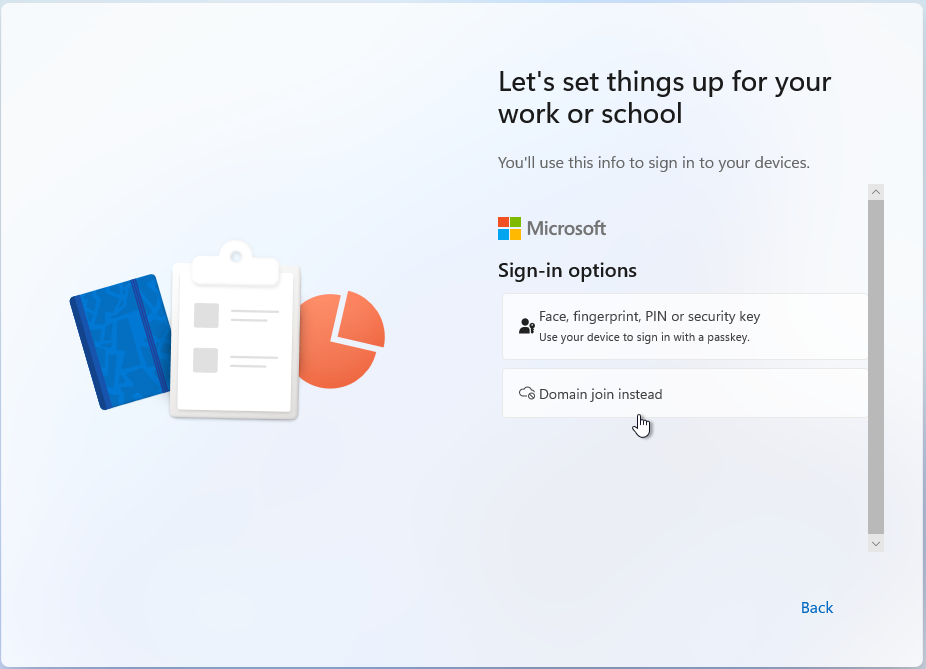 Let's set things up for your
work or school
You'll use this info to sign in to your devices.
Microsoft
Sign-in options
Face, fingerprint, PIN or security key
Use your device to sign in with a passkey.
Domain join instead
Back